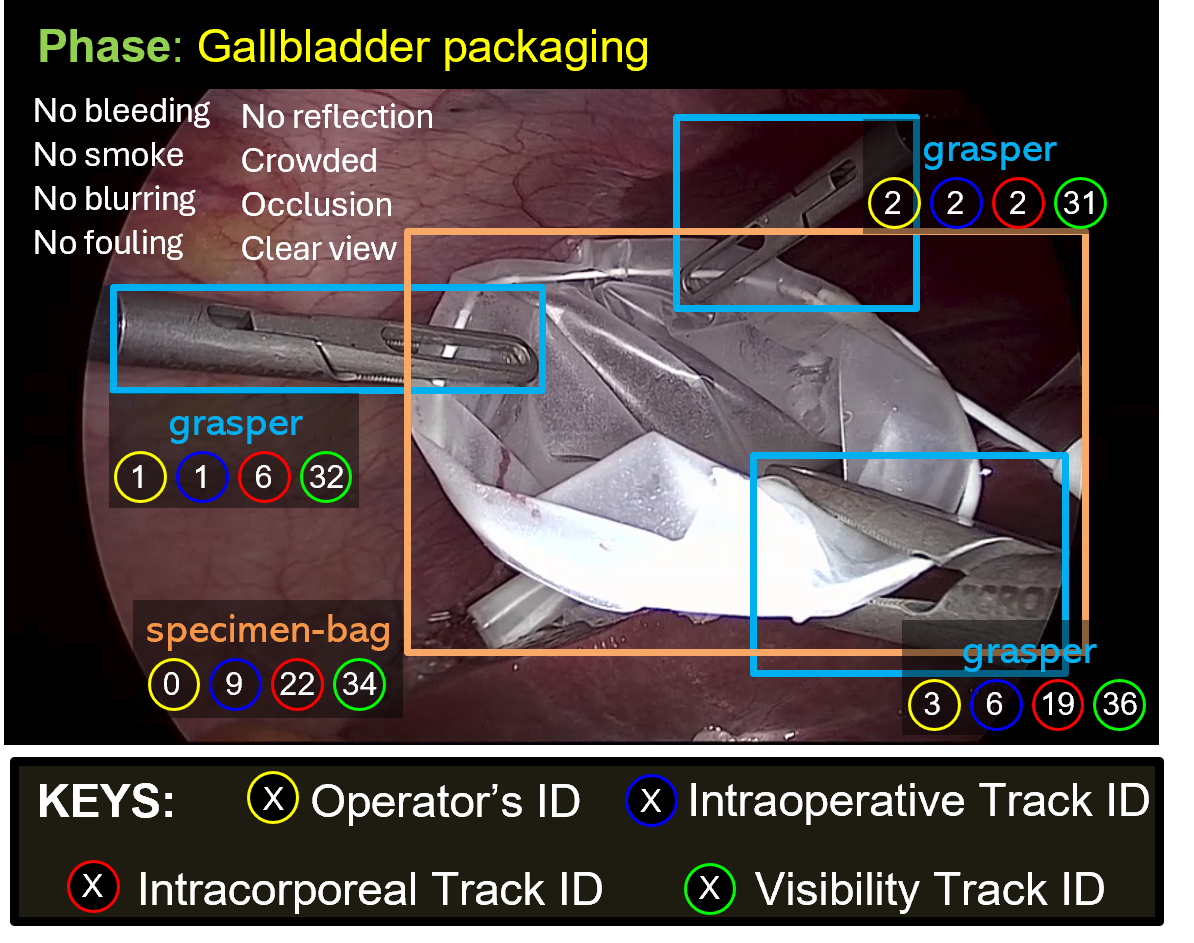 Phase: Gallbladder packaging
No bleeding
No smoke
No blurring
No fouling
No reflection
Crowded
Occlusion
Clear view
grasper
2 2 2 31
grasper
1 1 6 32
specimen-bag
0 9 22 34
grasper
3 6 19 36
KEYS:
X Operator's ID
X Intraoperative Track ID
X Intracorporeal Track ID
X Visibility Track ID